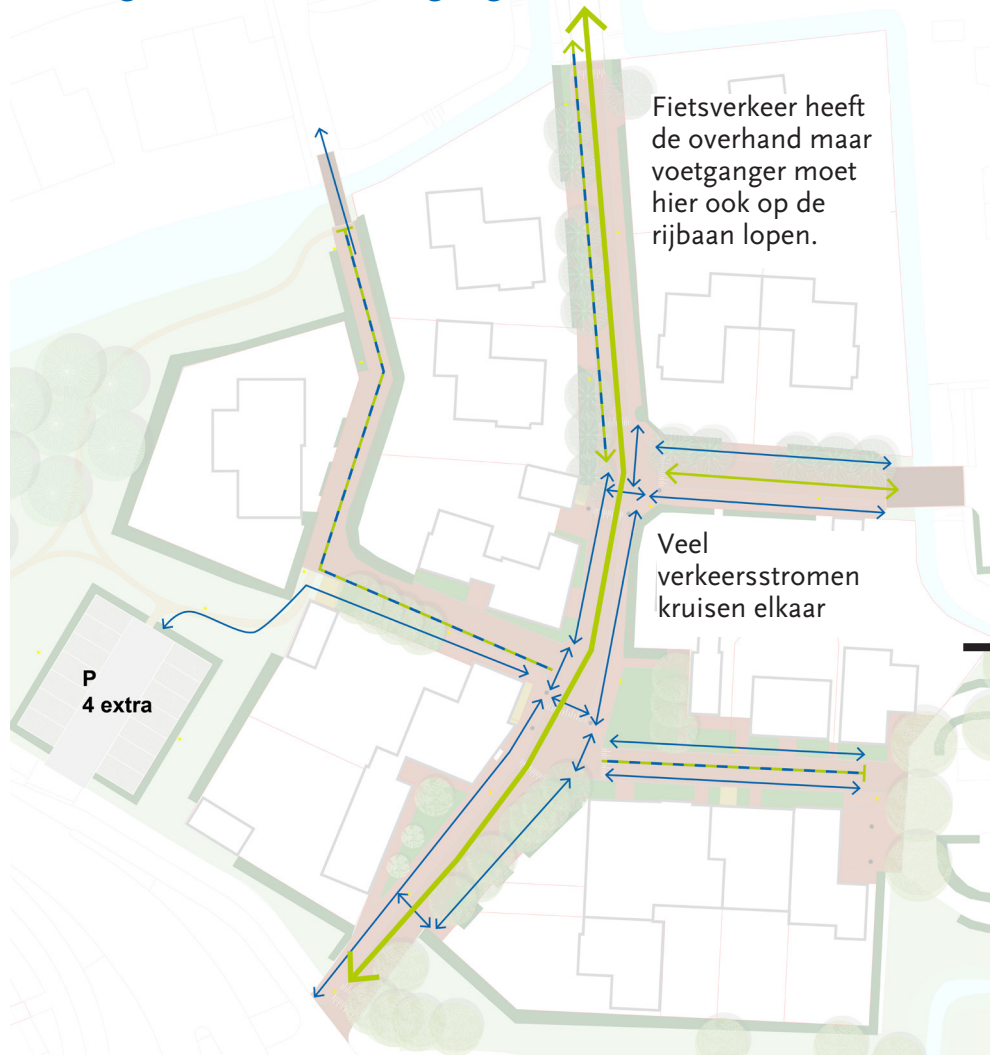 Fietsverkeer heeft
de overhand maar
voetganger moet
hier ook op de
rijbaan lopen.
Veel
verkeersstromen
kruisen elkaar
P
4 extra